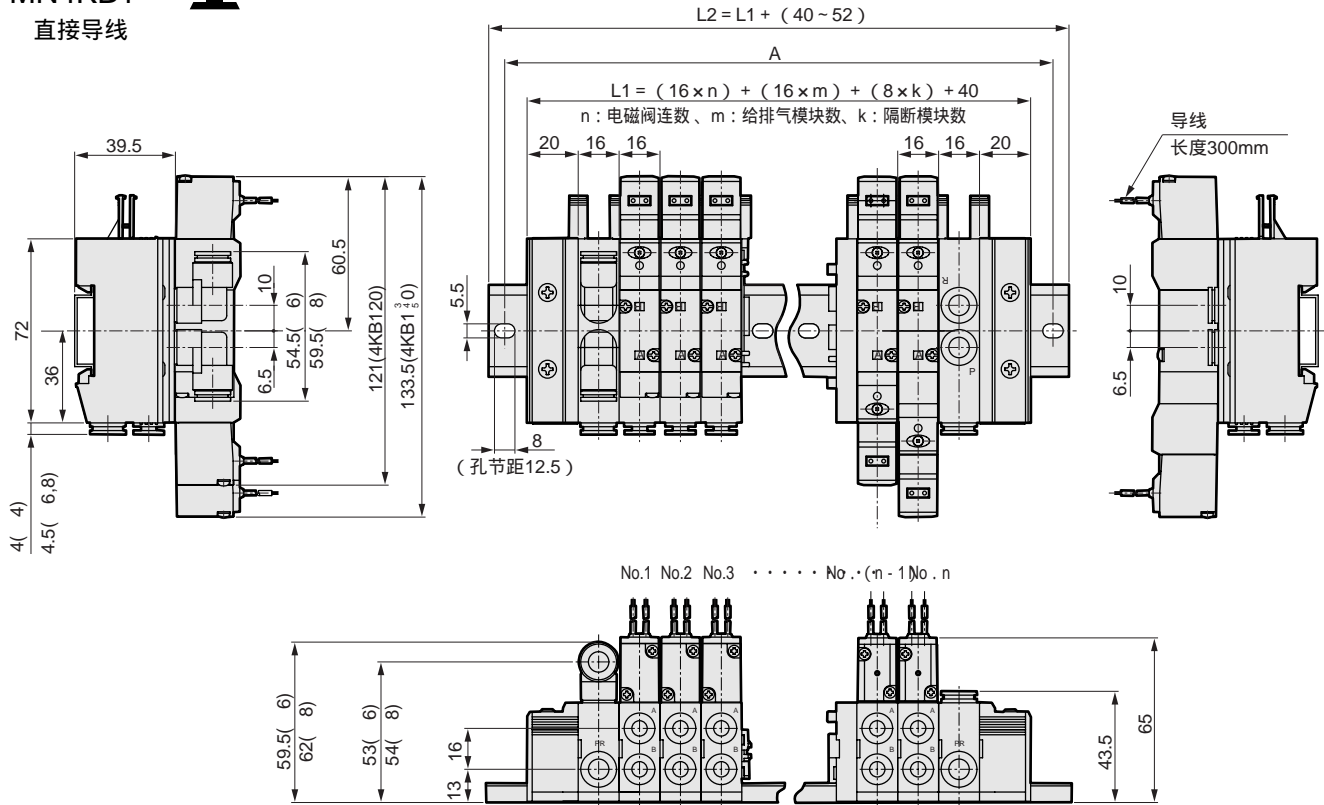 直接导线
L2 = L1 + （40 ~ 52）
A
L1 = （16 × n）+（16 × m）+（8 × k）+ 40
n：电磁阀连数 、m：给排气模块数、k：隔断模块数
20 16 16 16 16 20
导线
长度300mm
39.5
72
36
60.5
10
6.5
54.5( 6)
59.5( 8)
121(4KB120)
5.5
8
（孔节距12.5）
R
P
A A A A A
10
6.5
4( 4)
4.5( 6,8)
No.1 No.2 No.3
No . n
59.5( 6)
62( 8)
53( 6)
54( 8)
16
13
PR
A A A A A
B B B B B
PR
43.5
65